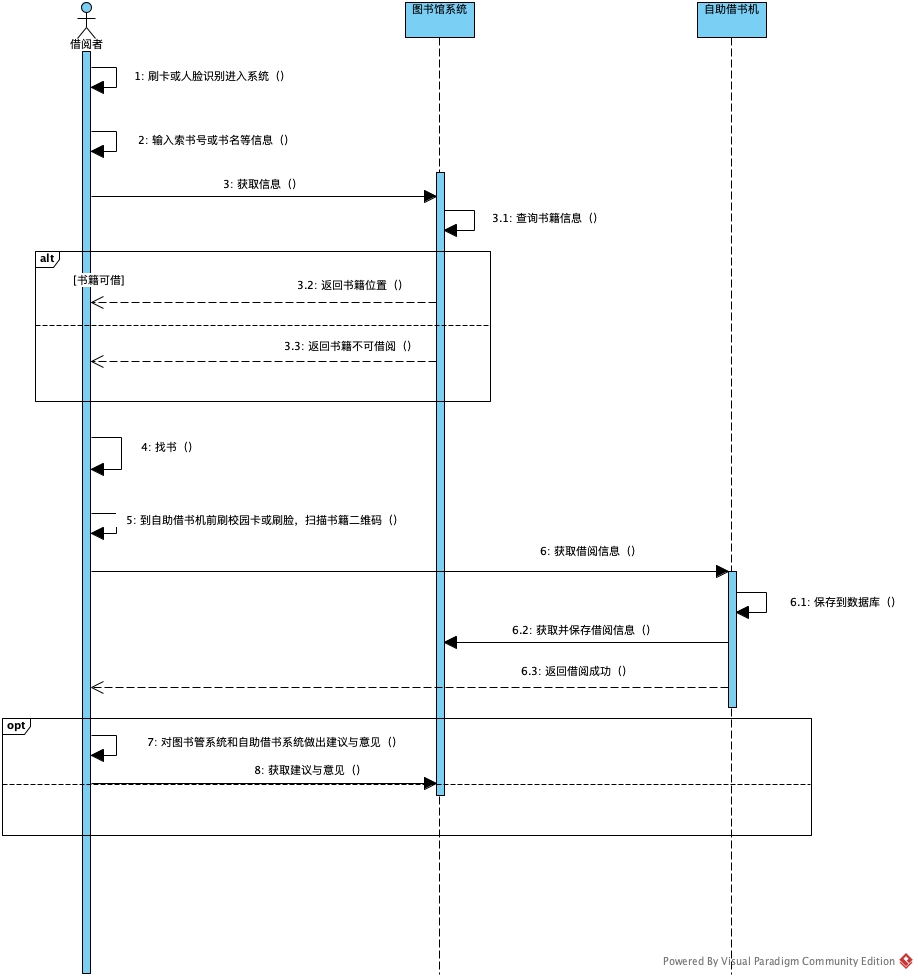 借阅者
图书馆系统
自助借书机
1: 刷卡或人脸识别进入系统（）
2: 输入索书号或书名等信息（）
3: 获取信息（）
3.1: 查询书籍信息（）
alt
[书籍可借]
3.2: 返回书籍位置（）
3.3: 返回书籍不可借阅（）
4: 找书（）
5: 到自助借书机前刷校园卡或刷脸，扫描书籍二维码（）
6: 获取借阅信息（）
6.1: 保存到数据库（）
6.2: 获取并保存借阅信息（）
6.3: 返回借阅成功（）
opt
7: 对图书管系统和自助借书系统做出建议与意见（）
8: 获取建议与意见（）
Powered By Visual Paradigm Community Edition